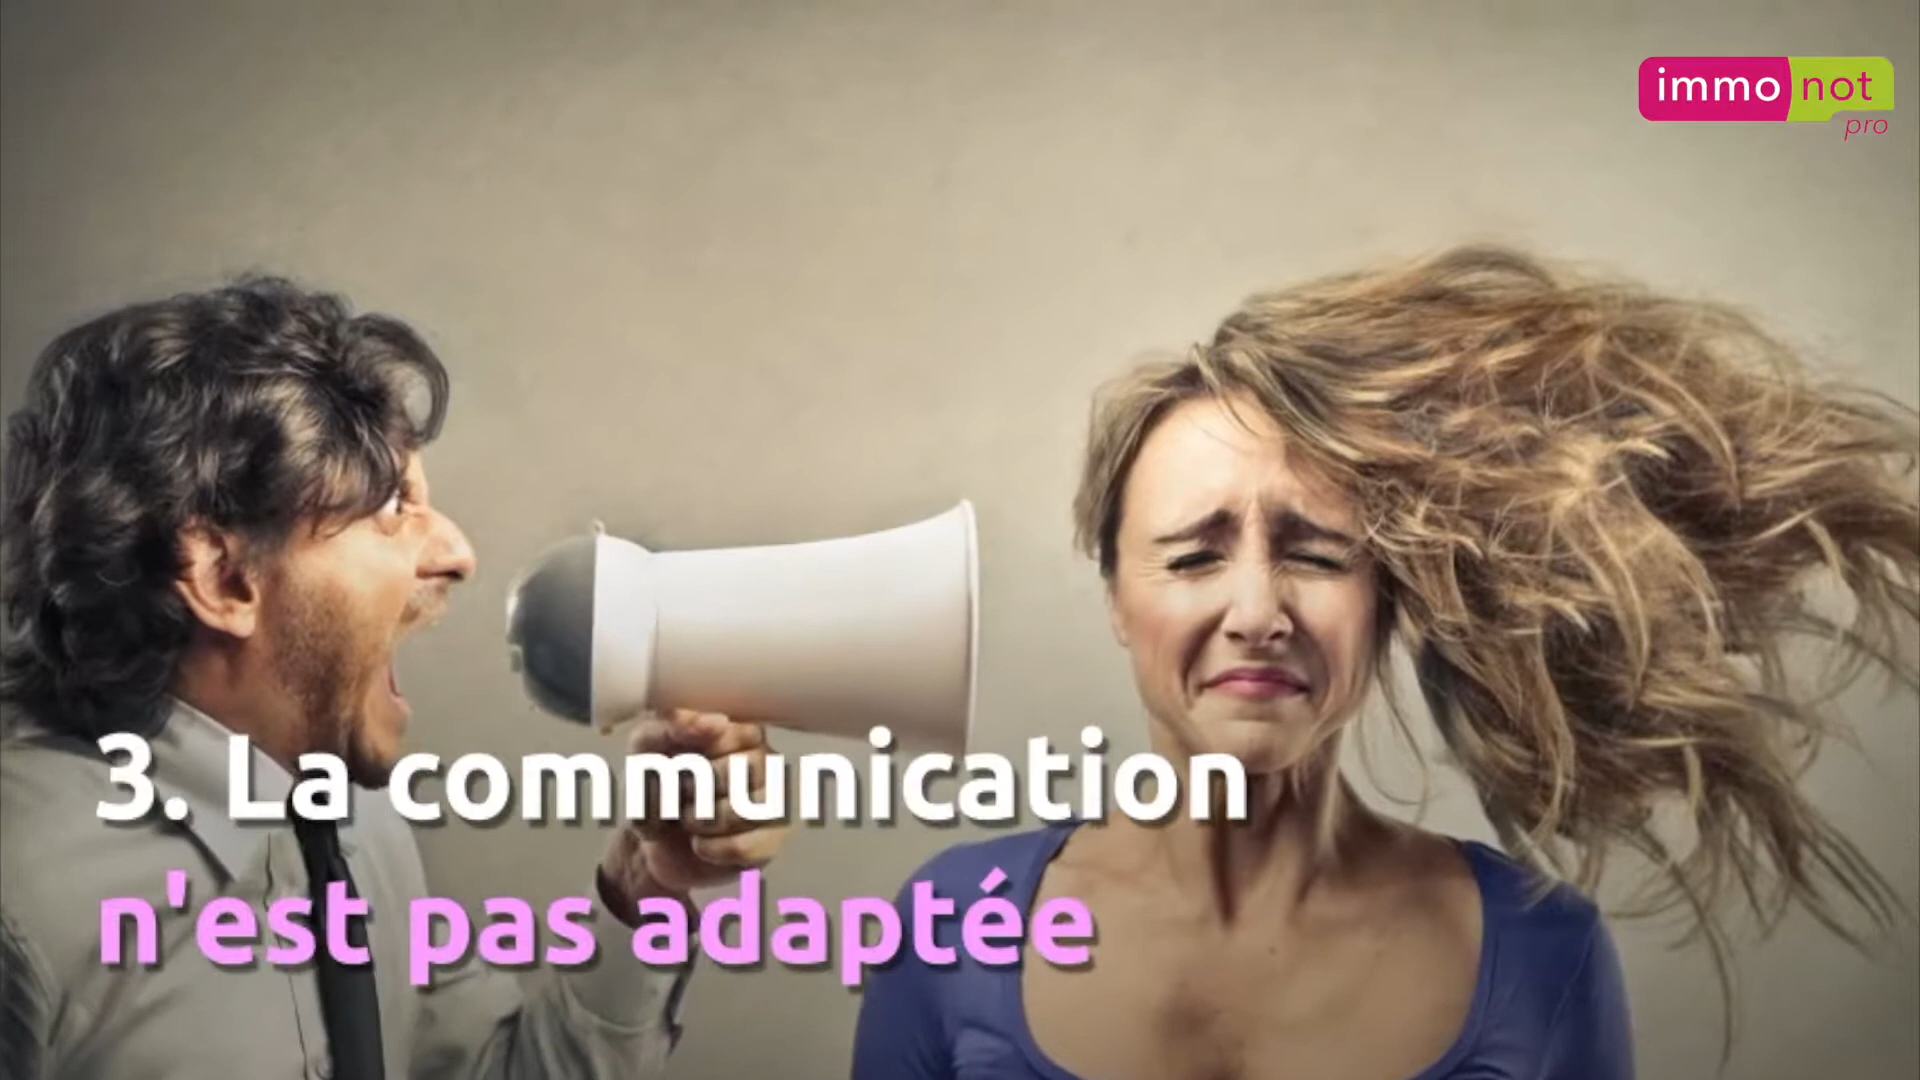 immo not
pro
3. La communication
n'est pas adaptée